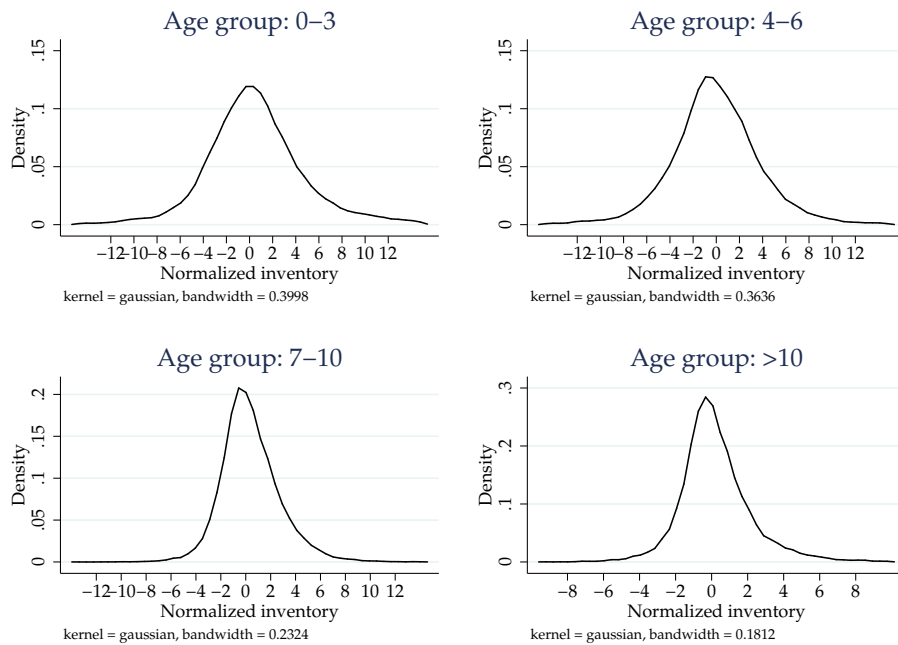 Age group: 0–3
.15
.1
.05
0
Density
−12 −10 −8 −6 −4 −2 0 2 4 6 8 10 12
Normalized inventory
kernel = gaussian, bandwidth = 0.3998
Age group: 4–6
.15
.1
.05
0
Density
−12 −10 −8 −6 −4 −2 0 2 4 6 8 10 12
Normalized inventory
kernel = gaussian, bandwidth = 0.3636
Age group: 7–10
.2
.15
.1
.05
0
Density
−12 −10 −8 −6 −4 −2 0 2 4 6 8 10 12
Normalized inventory
kernel = gaussian, bandwidth = 0.2324
Age group: >10
.3
.2
.1
0
Density
−8 −6 −4 −2 0 2 4 6 8
Normalized inventory
kernel = gaussian, bandwidth = 0.1812